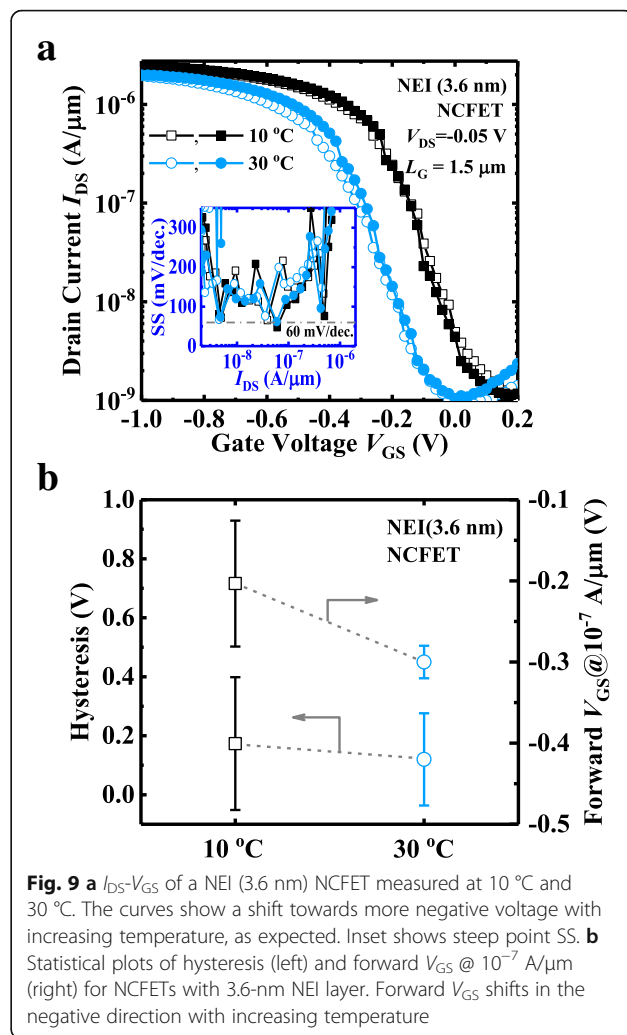 a
Drain Current I_DS (A/μm)
10⁻⁶
10⁻⁷
10⁻⁸
10⁻⁹
NEI (3.6 nm)
NCFET
V_DS=-0.05 V
L_G = 1.5 μm
, 10 °C
, 30 °C
SS (mV/dec.)
300
200
100
0
60 mV/dec.
10⁻⁸ 10⁻⁷ 10⁻⁶
I_DS (A/μm)
-1.0 -0.8 -0.6 -0.4 -0.2 0.0 0.2
Gate Voltage V_GS (V)
b
Hysteresis (V)
1.0
0.8
0.6
0.4
0.2
0.0
NEI(3.6 nm)
NCFET
-0.1
-0.2
-0.3
-0.4
-0.5
Forward V_GS@10⁻⁷ A/μm (V)
10 °C 30 °C
Fig. 9 a I_DS-V_GS of a NEI (3.6 nm) NCFET measured at 10 °C and
30 °C. The curves show a shift towards more negative voltage with
increasing temperature, as expected. Inset shows steep point SS. b
Statistical plots of hysteresis (left) and forward V_GS @ 10⁻⁷ A/μm
(right) for NCFETs with 3.6-nm NEI layer. Forward V_GS shifts in the
negative direction with increasing temperature